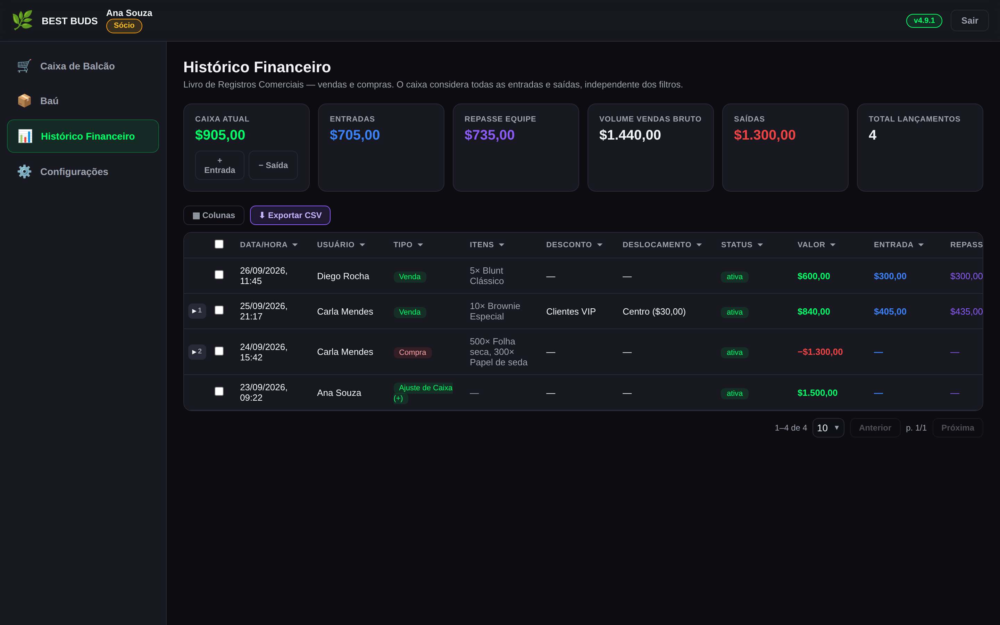 BEST BUDS
Ana Souza
Sócio
v4.9.1
Sair
Caixa de Balcão
Baú
Histórico Financeiro
Configurações
Histórico Financeiro
Livro de Registros Comerciais — vendas e compras. O caixa considera todas as entradas e saídas, independente dos filtros.
CAIXA ATUAL
$905,00
+
Entrada
− Saída
ENTRADAS
$705,00
REPASSE EQUIPE
$735,00
VOLUME VENDAS BRUTO
$1.440,00
SAÍDAS
$1.300,00
TOTAL LANÇAMENTOS
4
▦ Colunas
⬇ Exportar CSV
DATA/HORA USUÁRIO TIPO ITENS DESCONTO DESLOCAMENTO STATUS VALOR ENTRADA REPASS
26/09/2026,
11:45
Diego Rocha
Venda
5× Blunt
Clássico
—
—
ativa
$600,00
$300,00
$300,00
▶ 1
25/09/2026,
21:17
Carla Mendes
Venda
10× Brownie
Especial
Clientes VIP
Centro ($30,00)
ativa
$840,00
$405,00
$435,00
▶ 2
24/09/2026,
15:42
Carla Mendes
Compra
500× Folha
seca, 300×
Papel de seda
—
—
ativa
−$1.300,00
—
—
23/09/2026,
09:22
Ana Souza
Ajuste de Caixa
(+)
—
—
—
ativa
$1.500,00
—
—
1–4 de 4
10
Anterior
p. 1/1
Próxima